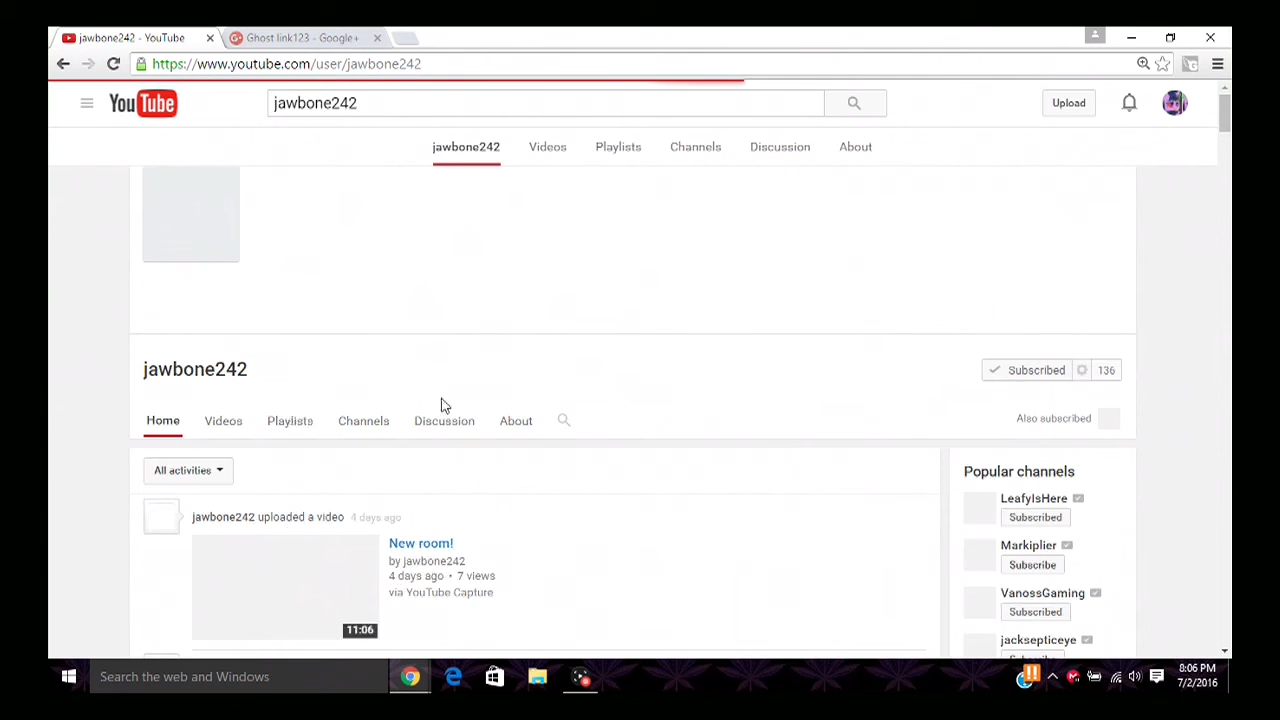 jawbone242 - YouTube
Ghost link123 - Google+
https://www.youtube.com/user/jawbone242
YouTube
jawbone242
Upload
jawbone242 Videos Playlists Channels Discussion About
jawbone242
Subscribed 136
Home Videos Playlists Channels Discussion About
Also subscribed
All activities
jawbone242 uploaded a video 4 days ago
New room!
by jawbone242
4 days ago • 7 views
via YouTube Capture
11:06
Popular channels
LeafyIsHere
Subscribed
Markiplier
Subscribe
VanossGaming
Subscribed
jacksepticeye
Search the web and Windows
8:06 PM
7/2/2016